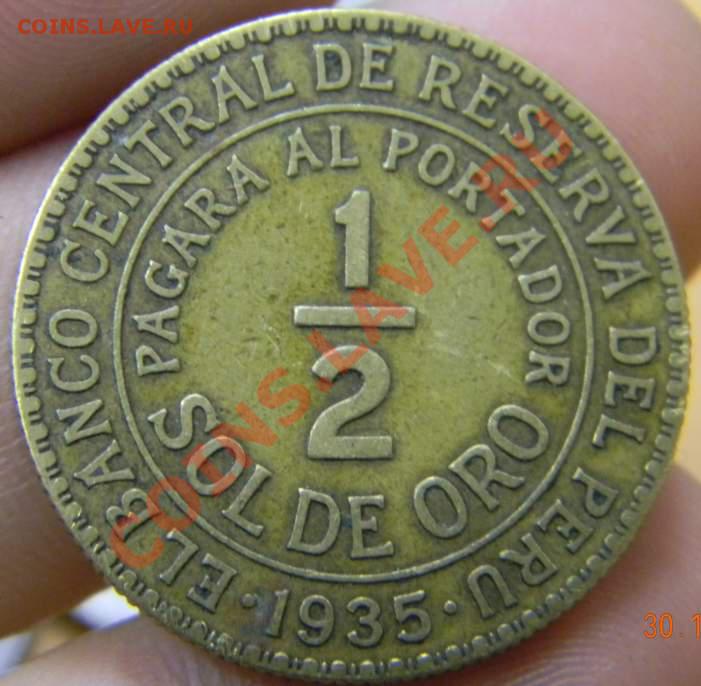 COINS.LAVE.RU
EL BANCO CENTRAL DE RESERVA DEL PERU
PAGARA AL PORTADOR
1
2
SOL DE ORO
· 1935 ·
COINS.LAVE.RU
30.1